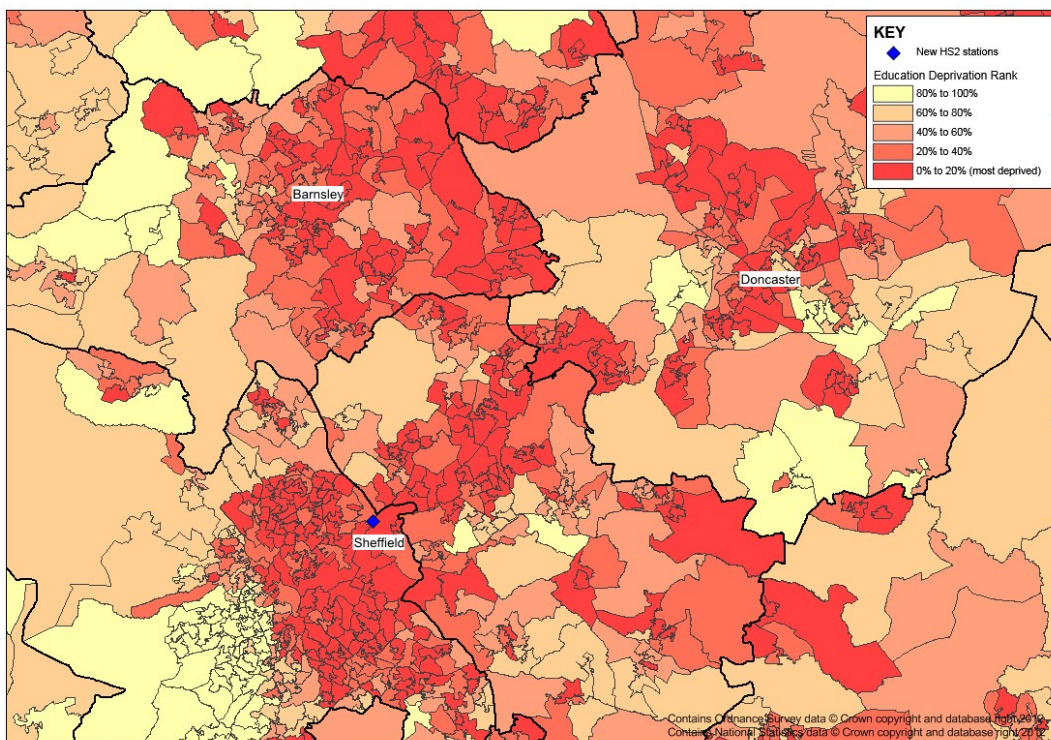 KEY
New HS2 stations
Education Deprivation Rank
80% to 100%
60% to 80%
40% to 60%
20% to 40%
0% to 20% (most deprived)
Barnsley
Doncaster
Sheffield
Contains Ordnance Survey data © Crown copyright and database right 2012
Contains National Statistics data © Crown copyright and database right 2012